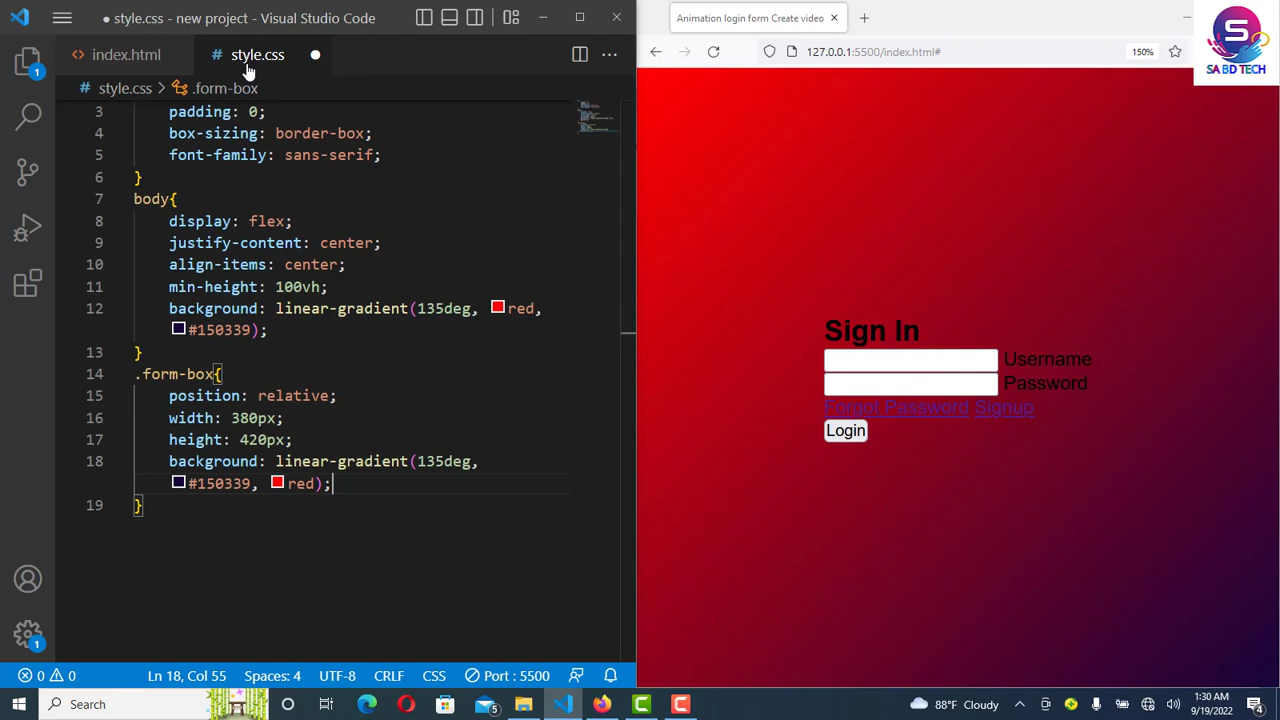 style.css - new project - Visual Studio Code
index.html
style.css
style.css > .form-box
3 padding: 0;
4 box-sizing: border-box;
5 font-family: sans-serif;
6 }
7 body{
8 display: flex;
9 justify-content: center;
10 align-items: center;
11 min-height: 100vh;
12 background: linear-gradient(135deg, red,
#150339);
13 }
14 .form-box{
15 position: relative;
16 width: 380px;
17 height: 420px;
18 background: linear-gradient(135deg,
#150339, red);
19 }
1
1
0 0 Ln 18, Col 55 Spaces: 4 UTF-8 CRLF CSS Port : 5500
Animation login form Create video
127.0.0.1:5500/index.html#
150%
S
SA BD TECH
Sign In
Username
Password
Forgot Password Signup
Login
Search
5
88°F Cloudy
1:30 AM
9/19/2022
4